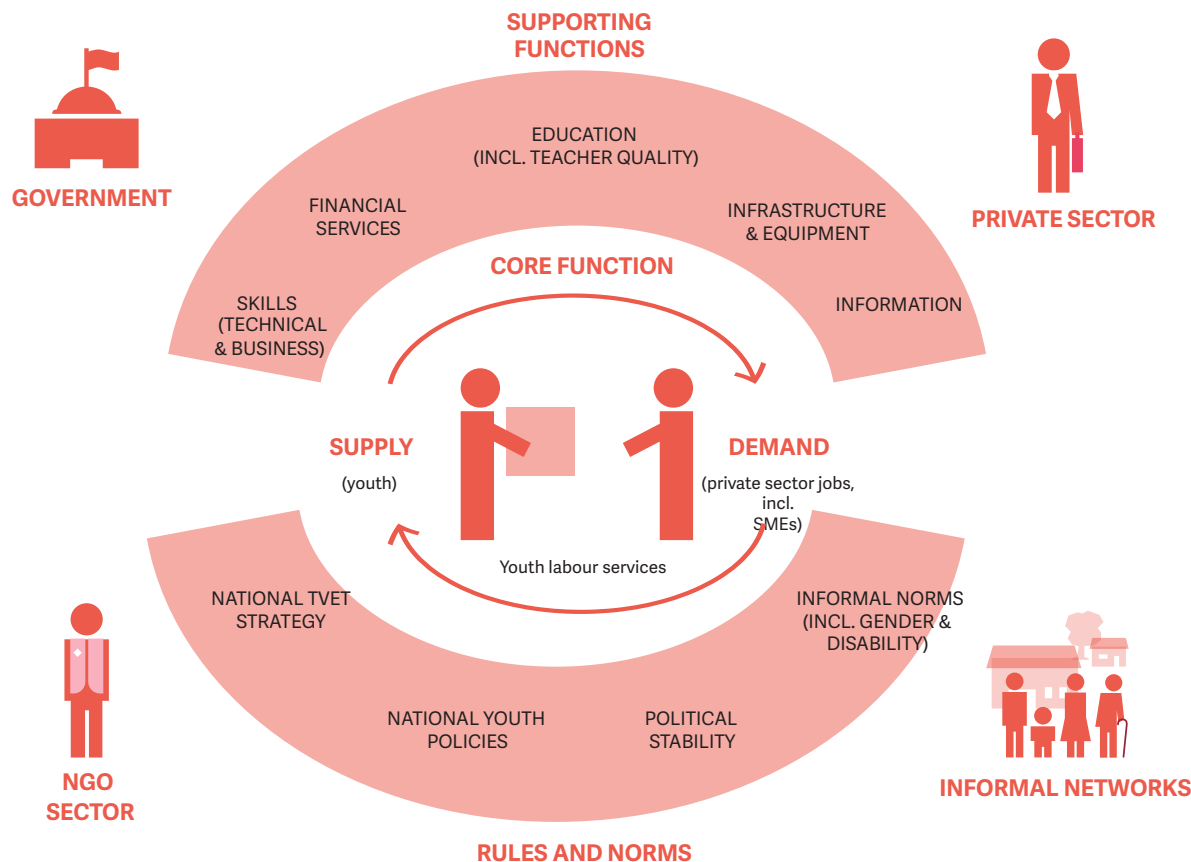 SUPPORTING
FUNCTIONS
GOVERNMENT
PRIVATE SECTOR
EDUCATION
(INCL. TEACHER QUALITY)
FINANCIAL
SERVICES
INFRASTRUCTURE
& EQUIPMENT
SKILLS
(TECHNICAL
& BUSINESS)
INFORMATION
CORE FUNCTION
SUPPLY
(youth)
DEMAND
(private sector jobs,
incl.
SMEs)
Youth labour services
NATIONAL TVET
STRATEGY
NATIONAL YOUTH
POLICIES
POLITICAL
STABILITY
INFORMAL NORMS
(INCL. GENDER &
DISABILITY)
NGO
SECTOR
INFORMAL NETWORKS
RULES AND NORMS